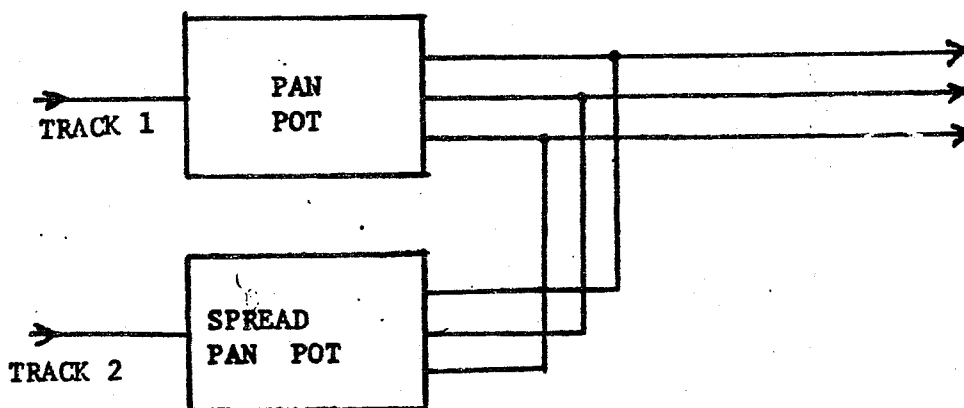 PAN
POT
TRACK 1
SPREAD
PAN POT
TRACK 2